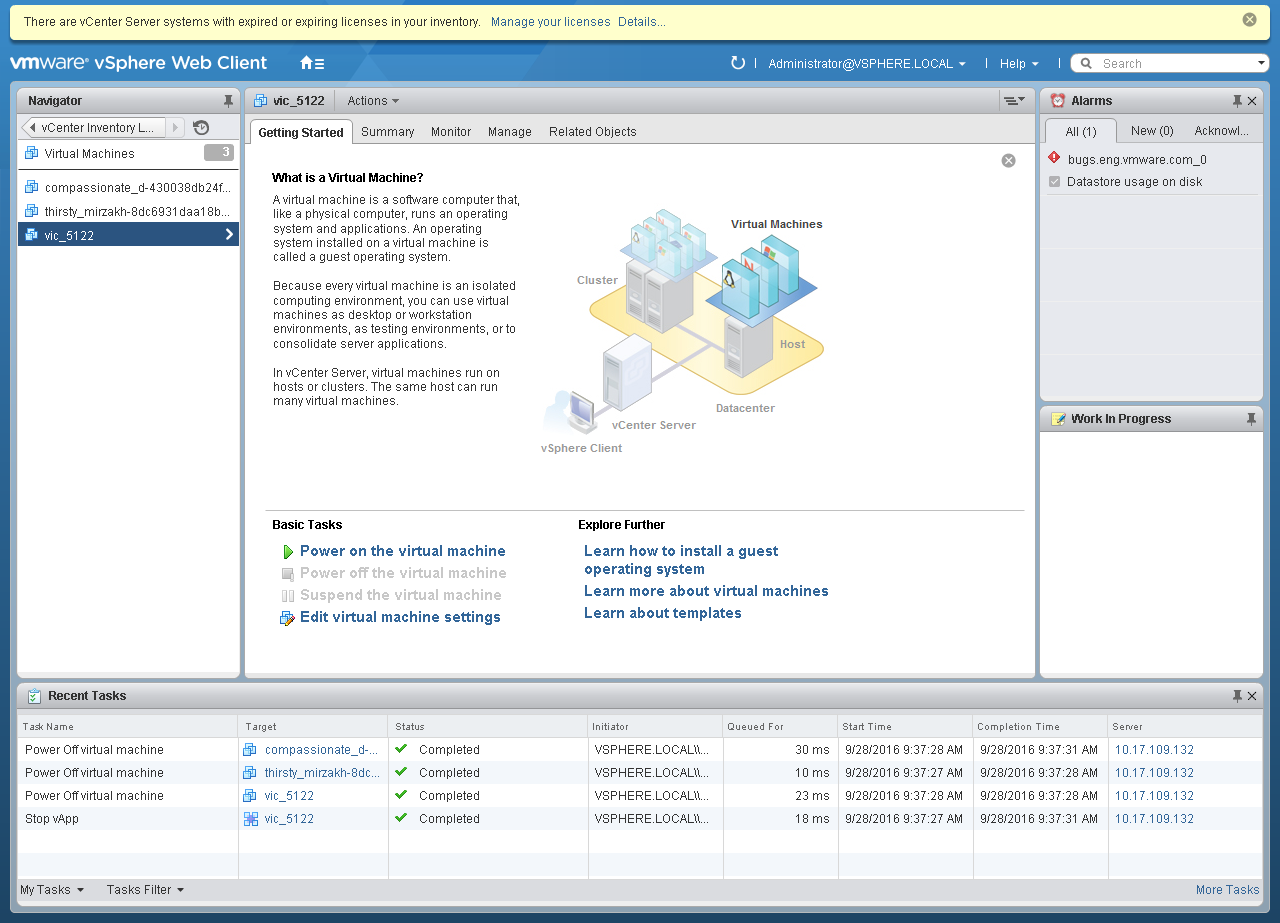 There are vCenter Server systems with expired or expiring licenses in your inventory. Manage your licenses Details...
vmware® vSphere Web Client
Administrator@VSPHERE.LOCAL
Help
Search
Navigator
vCenter Inventory L...
Virtual Machines 3
compassionate_d-430038db24f...
thirsty_mirzakh-8dc6931daa18b...
vic_5122
vic_5122 Actions
Getting Started Summary Monitor Manage Related Objects
What is a Virtual Machine?
A virtual machine is a software computer that,
like a physical computer, runs an operating
system and applications. An operating
system installed on a virtual machine is
called a guest operating system.
Because every virtual machine is an isolated
computing environment, you can use virtual
machines as desktop or workstation
environments, as testing environments, or to
consolidate server applications.
In vCenter Server, virtual machines run on
hosts or clusters. The same host can run
many virtual machines.
Virtual Machines
Cluster
Host
Datacenter
vCenter Server
vSphere Client
Basic Tasks
Power on the virtual machine
Power off the virtual machine
Suspend the virtual machine
Edit virtual machine settings
Explore Further
Learn how to install a guest
operating system
Learn more about virtual machines
Learn about templates
Alarms
All (1) New (0) Acknowl...
bugs.eng.vmware.com_0
Datastore usage on disk
Work In Progress
Recent Tasks
Task Name Target Status Initiator Queued For Start Time Completion Time Server
Power Off virtual machine compassionate_d-... Completed VSPHERE.LOCAL\\... 30 ms 9/28/2016 9:37:28 AM 9/28/2016 9:37:31 AM 10.17.109.132
Power Off virtual machine thirsty_mirzakh-8dc... Completed VSPHERE.LOCAL\\... 10 ms 9/28/2016 9:37:27 AM 9/28/2016 9:37:28 AM 10.17.109.132
Power Off virtual machine vic_5122 Completed VSPHERE.LOCAL\\... 23 ms 9/28/2016 9:37:27 AM 9/28/2016 9:37:31 AM 10.17.109.132
Stop vApp vic_5122 Completed VSPHERE.LOCAL\\... 18 ms 9/28/2016 9:37:27 AM 9/28/2016 9:37:31 AM 10.17.109.132
My Tasks Tasks Filter More Tasks